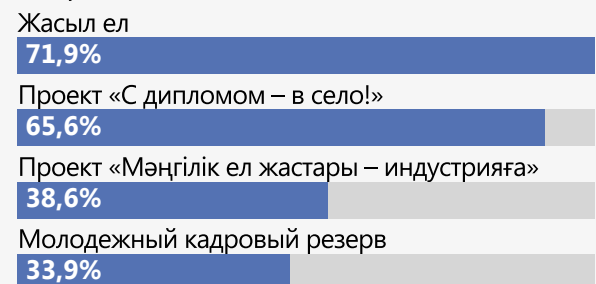 Жасыл ел
71,9%
Проект «С дипломом – в село!»
65,6%
Проект «Мәңгілік ел жастары – индустрияға»
38,6%
Молодежный кадровый резерв
33,9%